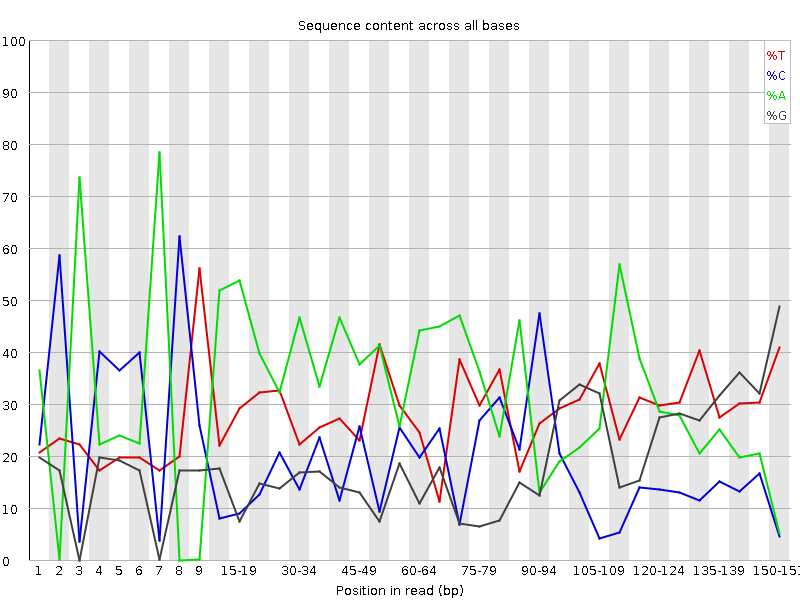 Sequence content across all bases
100
90
80
70
60
50
40
30
20
10
0
%T
%C
%A
%G
1 2 3 4 5 6 7 8 9 15-19 30-34 45-49 60-64 75-79 90-94 105-109 120-124 135-139 150-151
Position in read (bp)